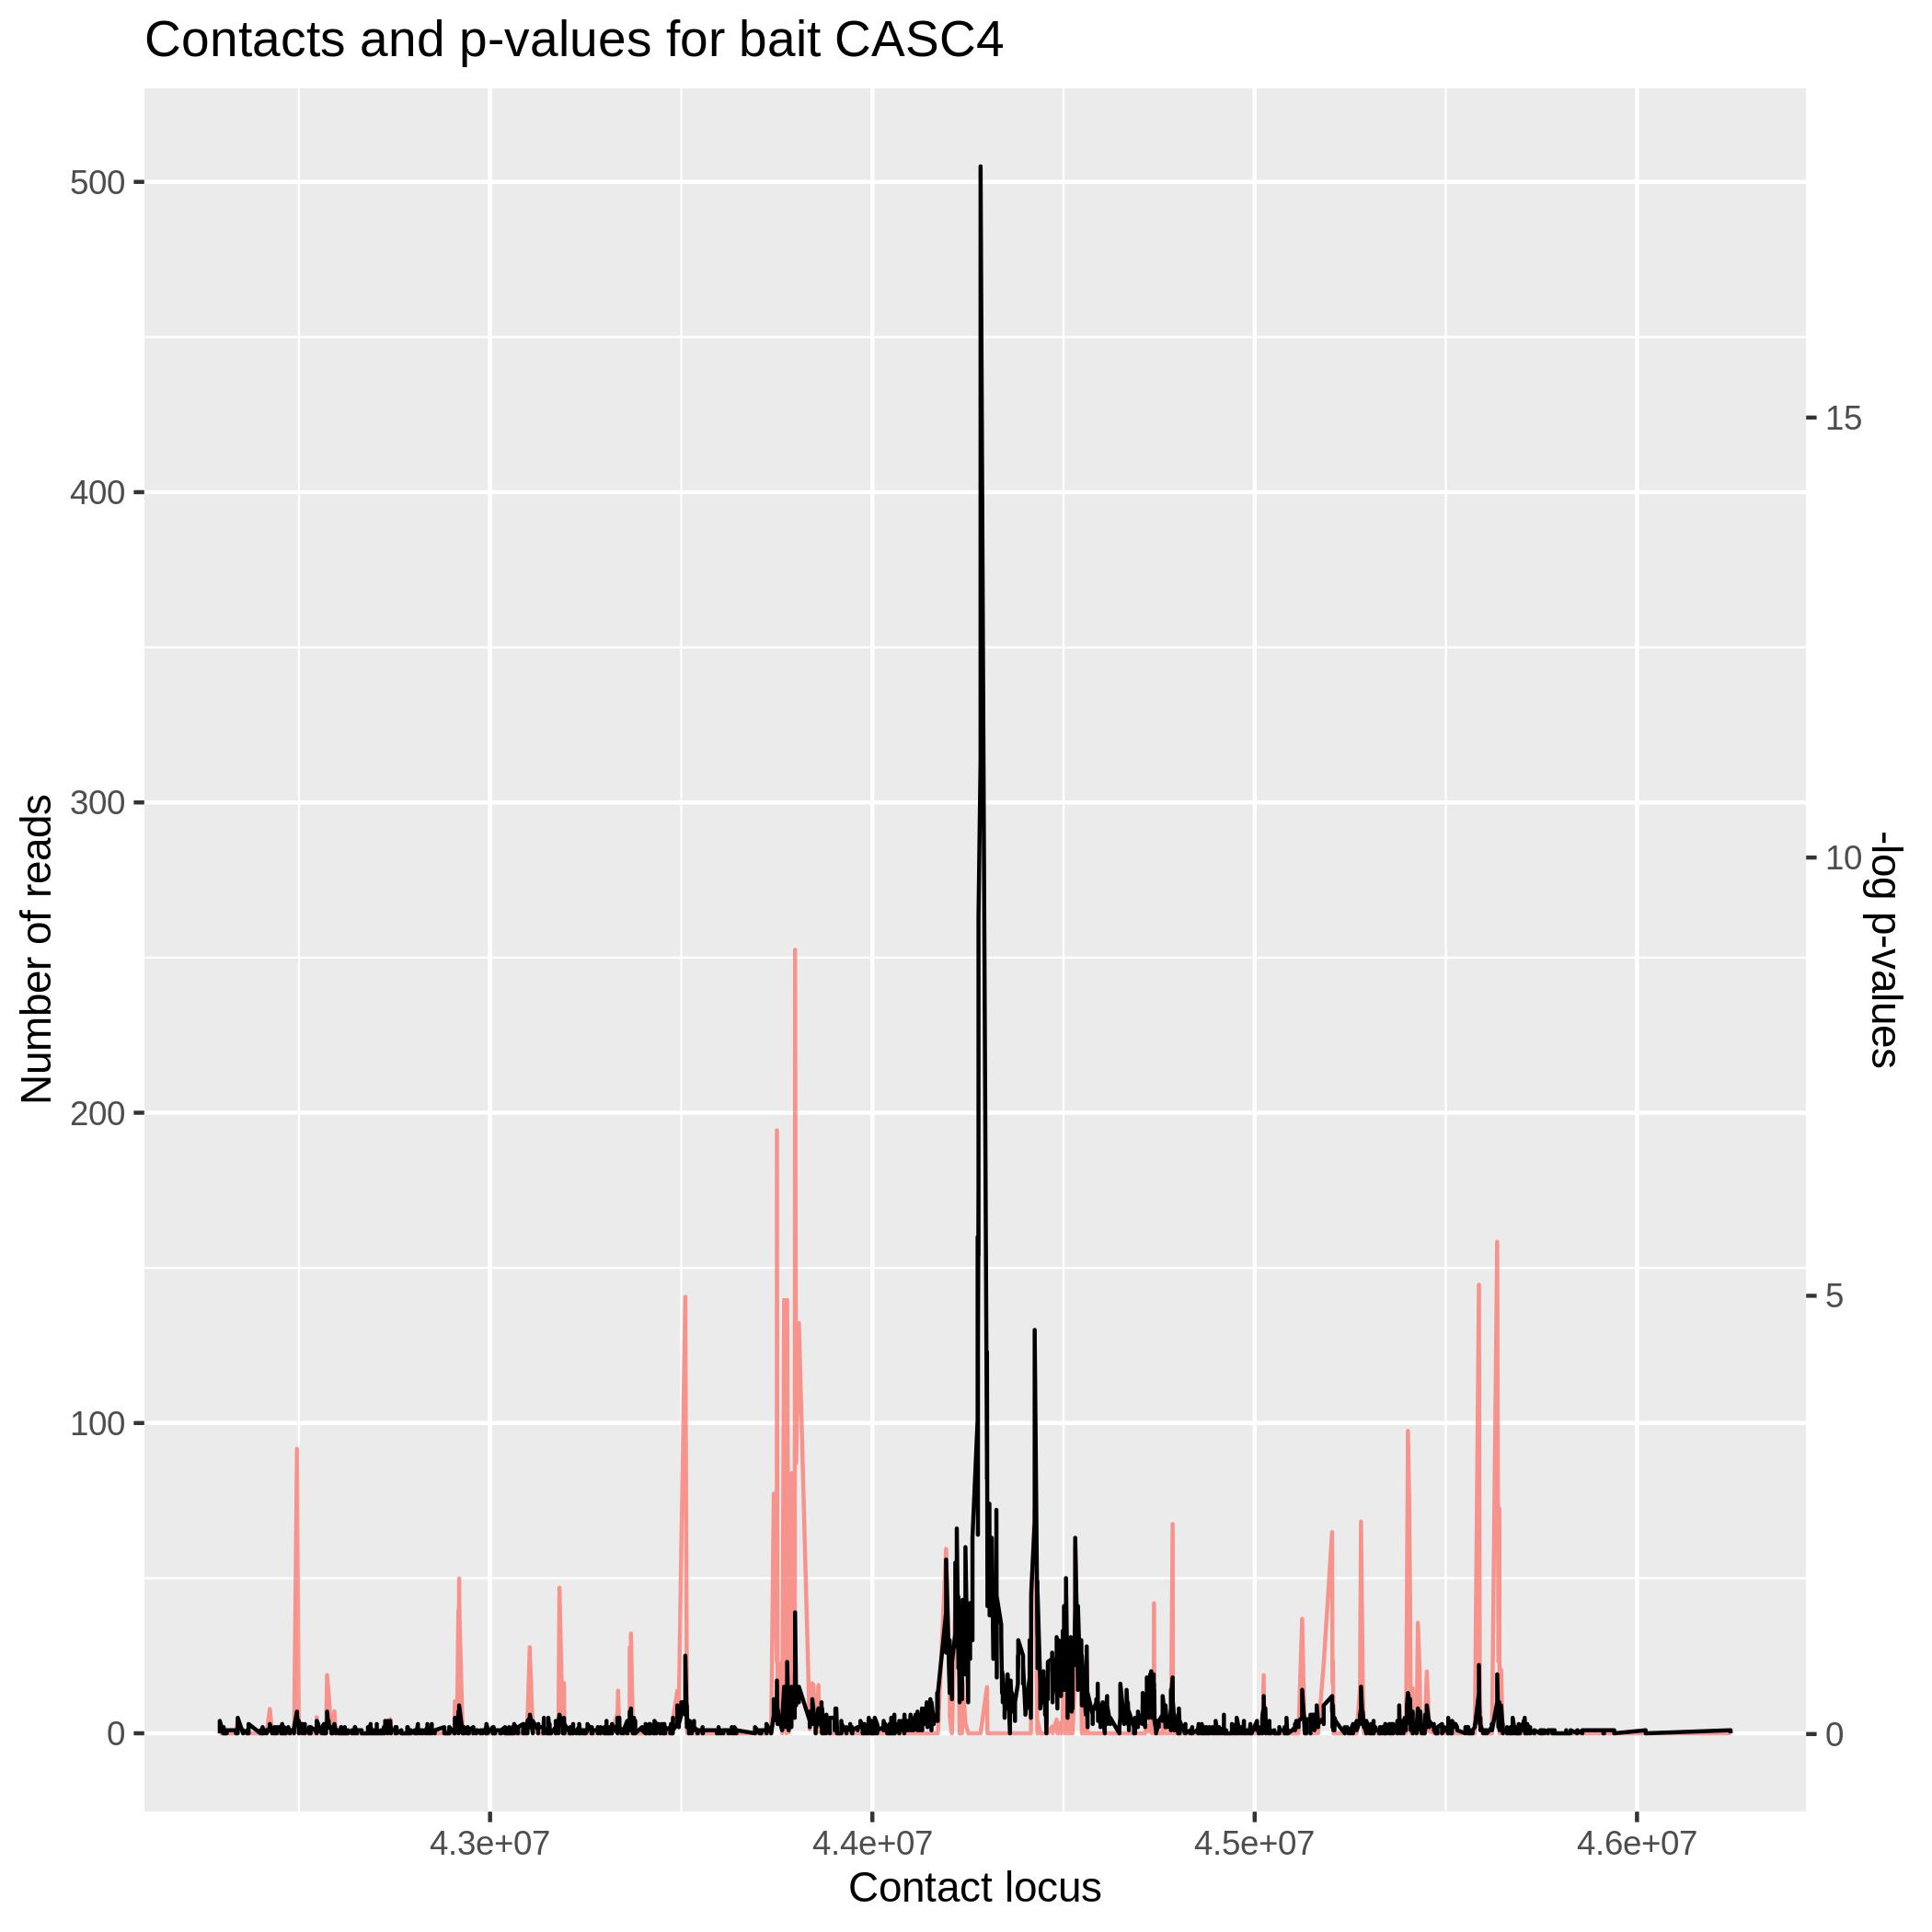 Contacts and p-values for bait CASC4
500
400
300
200
100
0
Number of reads
15
10
5
0
-log p-values
4.3e+07
4.4e+07
4.5e+07
4.6e+07
Contact locus